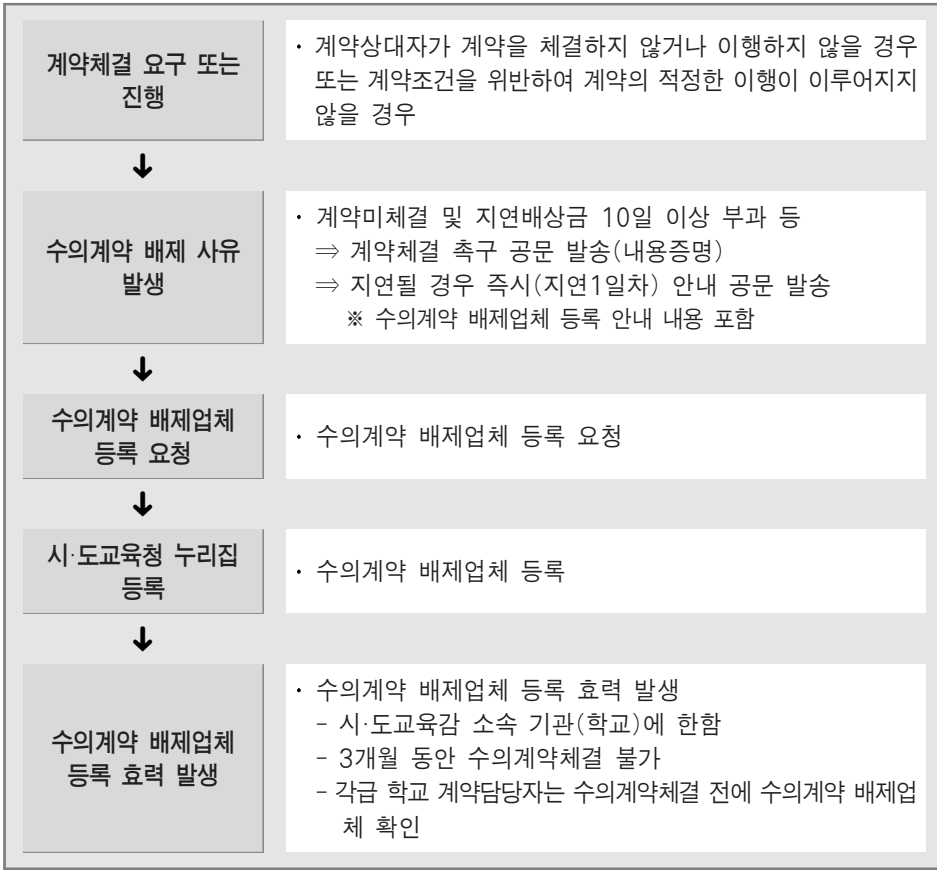 계약체결 요구 또는
진행
· 계약상대자가 계약을 체결하지 않거나 이행하지 않을 경우
또는 계약조건을 위반하여 계약의 적정한 이행이 이루어지지
않을 경우
↓
수의계약 배제 사유
발생
· 계약미체결 및 지연배상금 10일 이상 부과 등
⇒ 계약체결 촉구 공문 발송(내용증명)
⇒ 지연될 경우 즉시(지연1일차) 안내 공문 발송
※ 수의계약 배제업체 등록 안내 내용 포함
↓
수의계약 배제업체
등록 요청
· 수의계약 배제업체 등록 요청
↓
시·도교육청 누리집
등록
· 수의계약 배제업체 등록
↓
수의계약 배제업체
등록 효력 발생
· 수의계약 배제업체 등록 효력 발생
- 시·도교육감 소속 기관(학교)에 한함
- 3개월 동안 수의계약체결 불가
- 각급 학교 계약담당자는 수의계약체결 전에 수의계약 배제업
체 확인